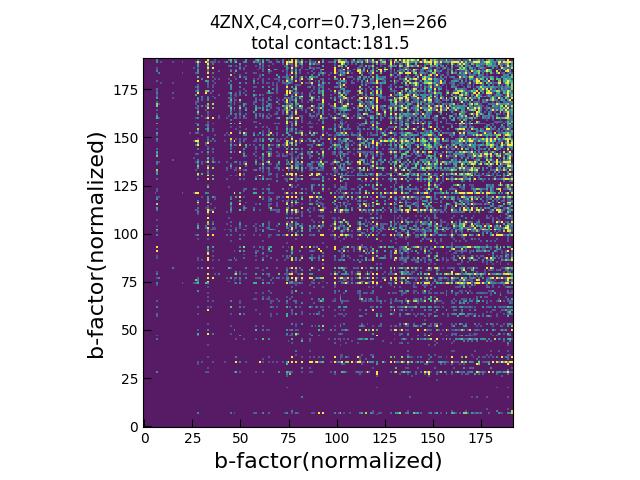 4ZNX,C4,corr=0.73,len=266
total contact:181.5
b-factor(normalized)
175
150
125
100
75
50
25
0
0 25 50 75 100 125 150 175
b-factor(normalized)